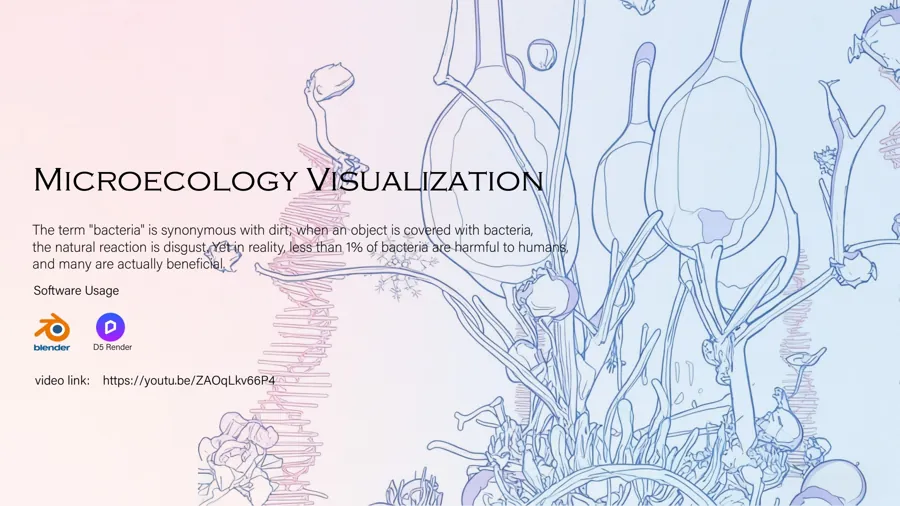 MICROECOLOGY VISUALIZATION
The term "bacteria" is synonymous with dirt; when an object is covered with bacteria,
the natural reaction is disgust. Yet in reality, less than 1% of bacteria are harmful to humans,
and many are actually beneficial.
Software Usage
blender
D5 Render
video link: https://youtu.be/ZAOqLkv66P4